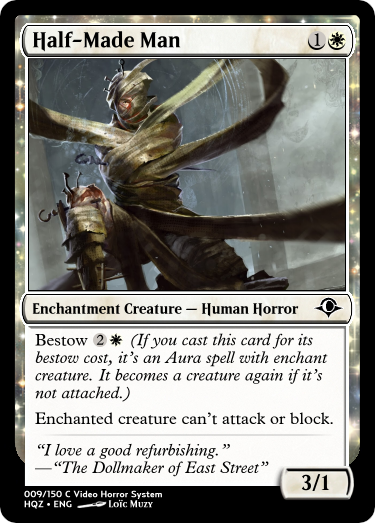 Half-Made Man 1
Enchantment Creature — Human Horror
Bestow 2 (If you cast this card for its
bestow cost, it's an Aura spell with enchant
creature. It becomes a creature again if it's
not attached.)
Enchanted creature can't attack or block.
"I love a good refurbishing."
—"The Dollmaker of East Street"
3/1
009/150 C Video Horror System
HQZ • ENG Loïc Muzy